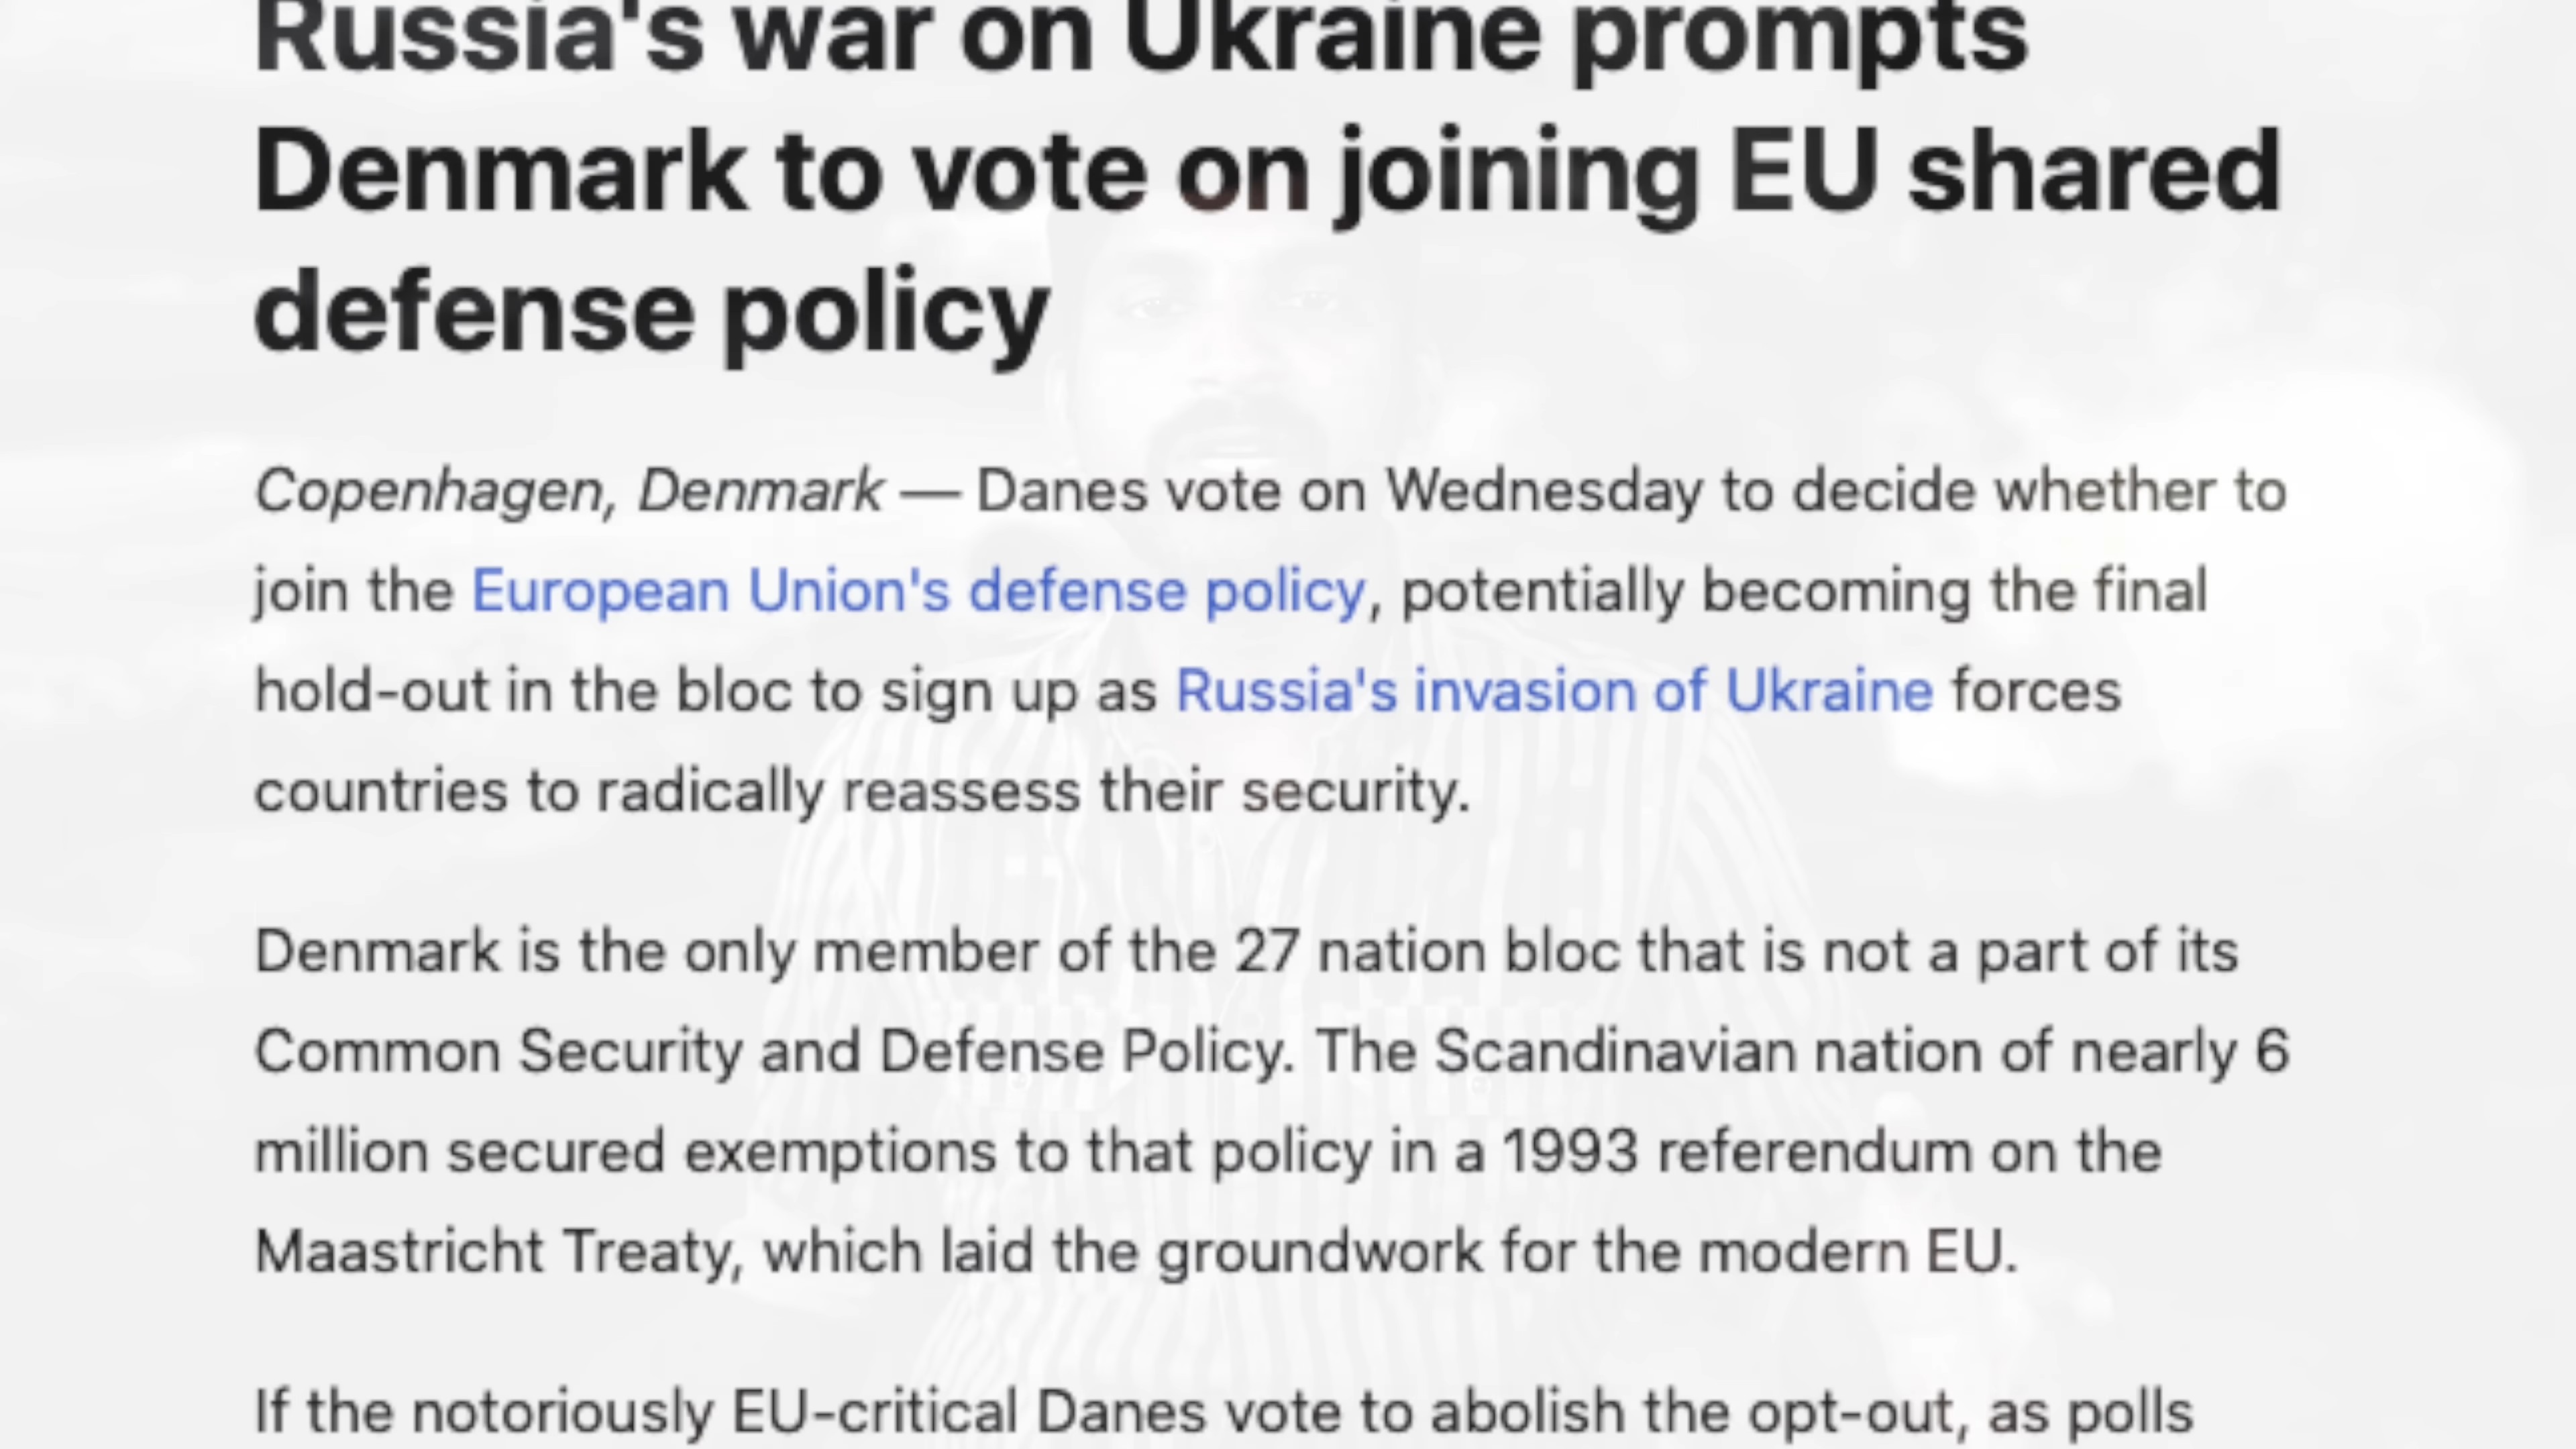 Russia's war on Ukraine prompts
Denmark to vote on joining EU shared
defense policy
Copenhagen, Denmark — Danes vote on Wednesday to decide whether to
join the European Union's defense policy, potentially becoming the final
hold-out in the bloc to sign up as Russia's invasion of Ukraine forces
countries to radically reassess their security.
Denmark is the only member of the 27 nation bloc that is not a part of its
Common Security and Defense Policy. The Scandinavian nation of nearly 6
million secured exemptions to that policy in a 1993 referendum on the
Maastricht Treaty, which laid the groundwork for the modern EU.
If the notoriously EU-critical Danes vote to abolish the opt-out, as polls